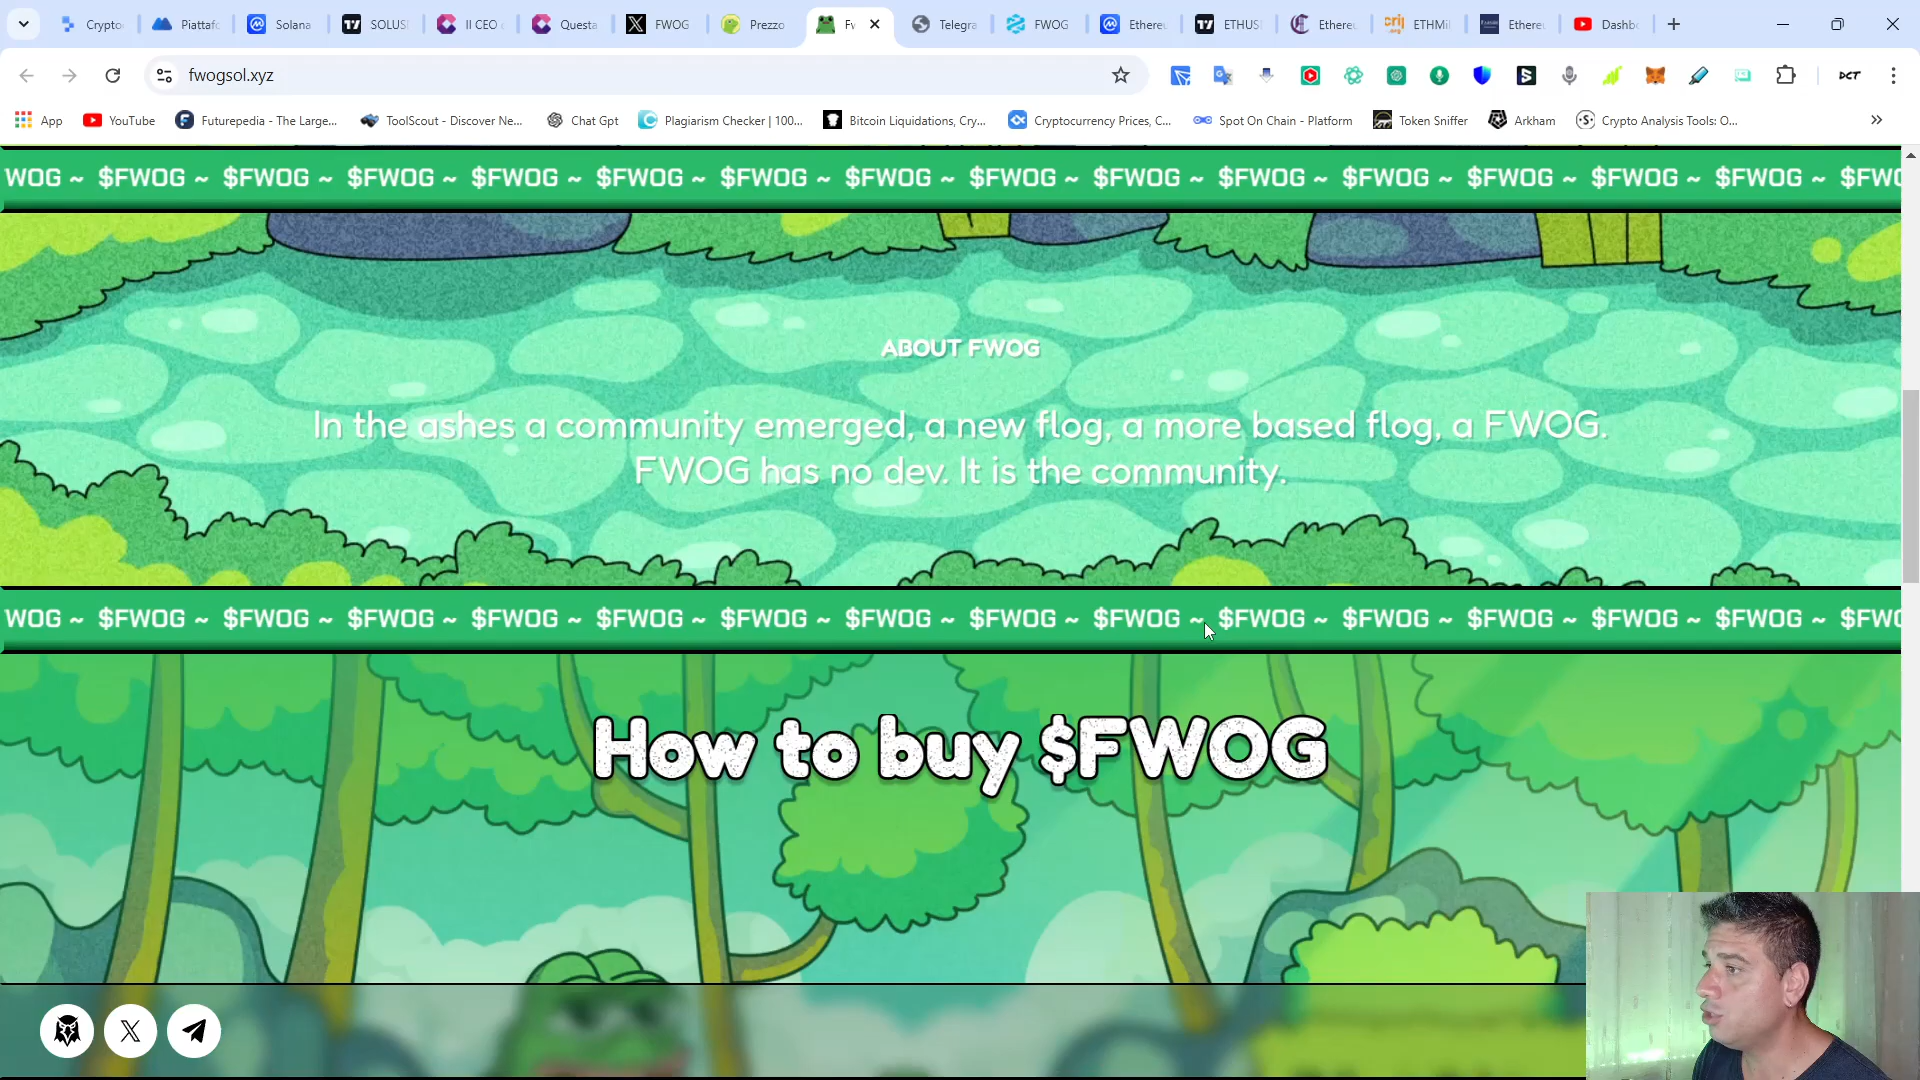 Crypto
Piattafo
Solana
SOLUS
Il CEO
Questa
FWOG
Prezzo
Fw
Telegra
FWOG
Ethere
ETHUS
Ethere
ETHMi
Ethere
Dashb
fwogsol.xyz
App
YouTube
Futurepedia - The Large...
ToolScout - Discover Ne...
Chat Gpt
Plagiarism Checker | 100...
Bitcoin Liquidations, Cry...
Cryptocurrency Prices, C...
Spot On Chain - Platform
Token Sniffer
Arkham
Crypto Analysis Tools: O...
WOG ~ $FWOG ~ $FWOG ~ $FWOG ~ $FWOG ~ $FWOG ~ $FWOG ~ $FWOG ~ $FWOG ~ $FWOG ~ $FWOG ~ $FWOG ~ $FWOG ~ $FWOG ~ $FWOG ~ $FWO
ABOUT FWOG
In the ashes a community emerged, a new flog, a more based flog, a FWOG.
FWOG has no dev. It is the community.
WOG ~ $FWOG ~ $FWOG ~ $FWOG ~ $FWOG ~ $FWOG ~ $FWOG ~ $FWOG ~ $FWOG ~ $FWOG ~ $FWOG ~ $FWOG ~ $FWOG ~ $FWOG ~ $FWOG ~ $FWO
How to buy $FWOG